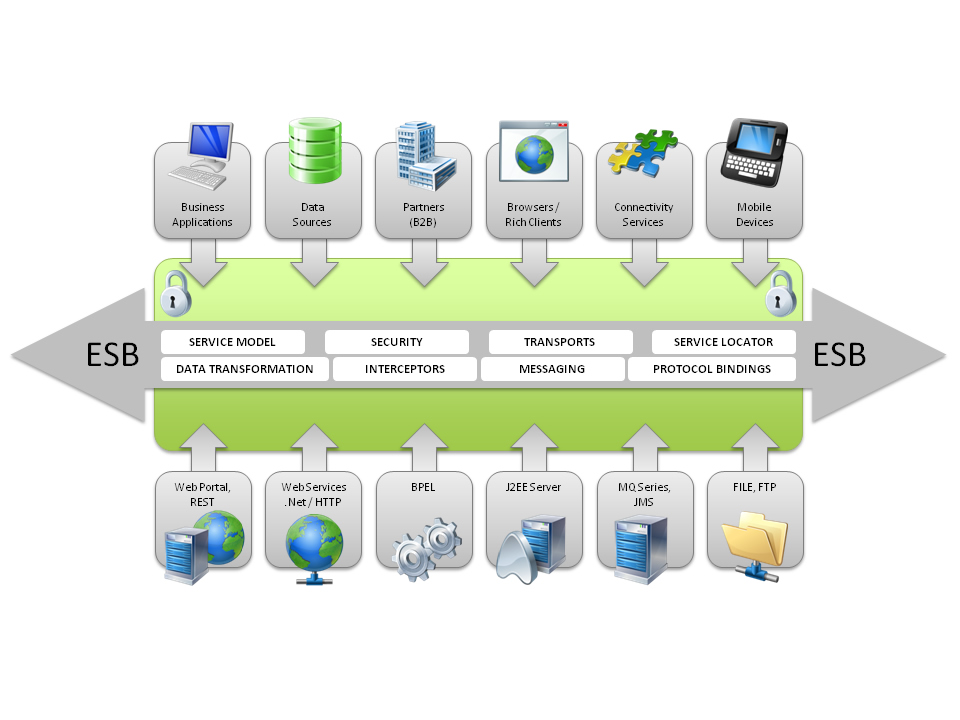 Business
Applications
Data
Sources
Partners
(B2B)
Browsers /
Rich Clients
Connectivity
Services
Mobile
Devices
ESB
SERVICE MODEL
SECURITY
TRANSPORTS
SERVICE LOCATOR
ESB
DATA TRANSFORMATION
INTERCEPTORS
MESSAGING
PROTOCOL BINDINGS
Web Portal,
REST
Web Services
.Net / HTTP
BPEL
J2EE Server
MQ Series,
JMS
FILE, FTP